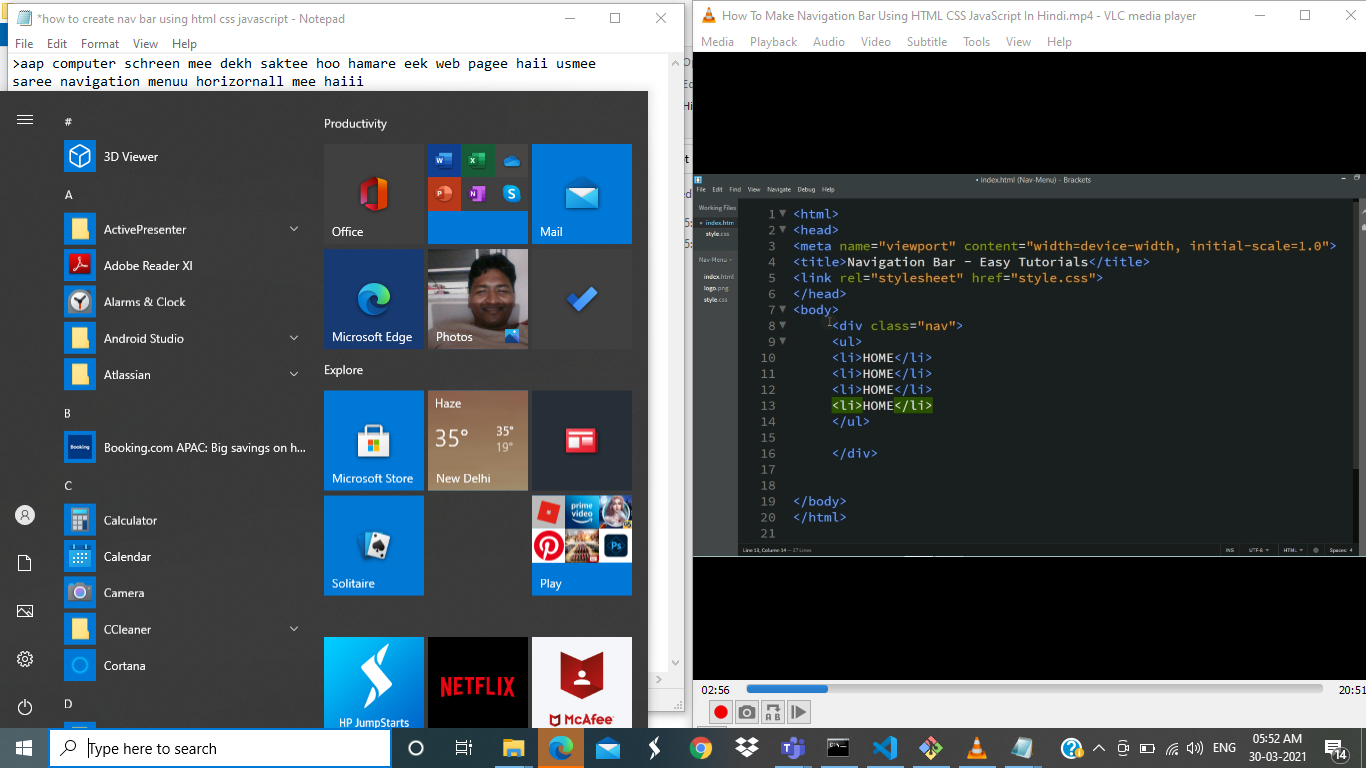 *how to create nav bar using html css javascript - Notepad
File Edit Format View Help
>aap computer schreen mee dekh saktee hoo hamare eek web pagee haii usmee
saree navigation menuu horizornall mee haiii
#
3D Viewer
A
ActivePresenter
Adobe Reader XI
Alarms & Clock
Android Studio
Atlassian
B
Booking
Booking.com APAC: Big savings on h...
C
Calculator
Calendar
Camera
CCleaner
Cortana
D
Productivity
Office
Mail
Microsoft Edge
Photos
Explore
Microsoft Store
Haze
35°
35°
19°
New Delhi
Solitaire
prime video
Ps
Play
HP JumpStarts
NETFLIX
McAfee
How To Make Navigation Bar Using HTML CSS JavaScript In Hindi.mp4 - VLC media player
Media Playback Audio Video Subtitle Tools View Help
• index.html (Nav-Menu) - Brackets
File Edit Find View Navigate Debug Help
Working Files
index.htm
style.css
Nav-Menu
index.html
logo.png
style.css
1 <html>
2 <head>
3 <meta name="viewport" content="width=device-width, initial-scale=1.0">
4 <title>Navigation Bar - Easy Tutorials</title>
5 <link rel="stylesheet" href="style.css">
6 </head>
7 <body>
8 <div class="nav">
9 <ul>
10 <li>HOME</li>
11 <li>HOME</li>
12 <li>HOME</li>
13 <li>HOME</li>
14 </ul>
15
16 </div>
17
18
19 </body>
20 </html>
21
Line 13, Column 14 — 27 Lines
INS UTF-8 HTML Spaces: 4
02:56
20:51
Type here to search
ENG
05:52 AM
30-03-2021
14